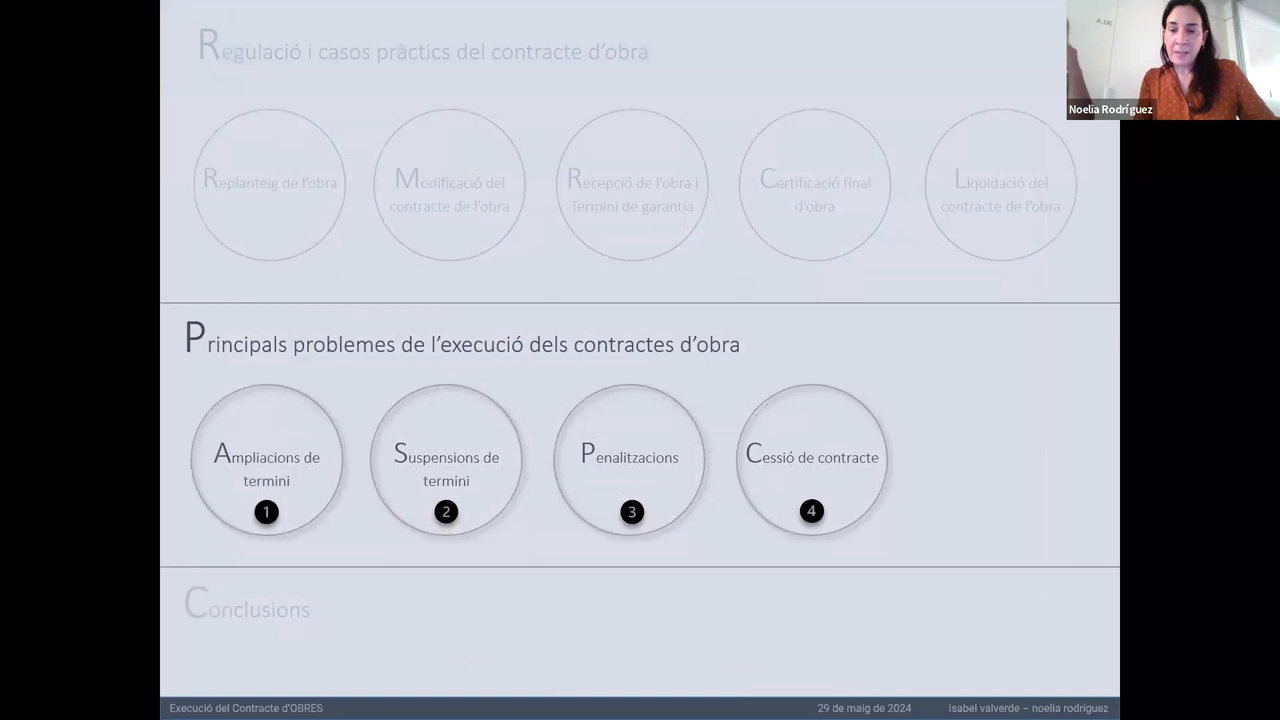 Regulació i casos pràctics del contracte d'obra
Replanteig de l'obra
Modificació del
contracte de l'obra
Recepció de l'obra i
Termini de garantia
Certificació final
d'obra
Liquidació del
contracte de l'obra
Principals problemes de l'execució dels contractes d'obra
Ampliacions de
termini
1
Suspensions de
termini
2
Penalitzacions
3
Cessió de contracte
4
Conclusions
Execució del Contracte d'OBRES
29 de maig de 2024
isabel valverde – noelia rodríguez
A.06
Noelia Rodríguez